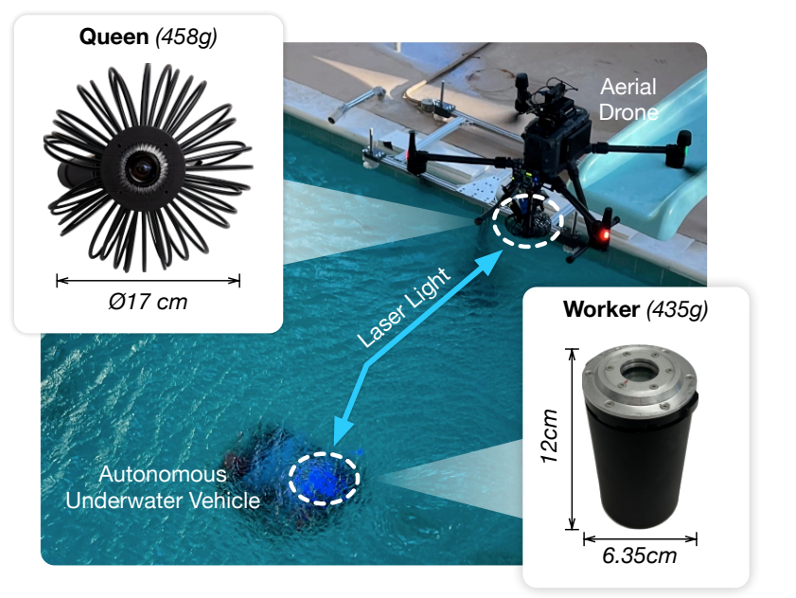 Queen (458g)
Ø17 cm
Aerial
Drone
Laser Light
Autonomous
Underwater Vehicle
Worker (435g)
12cm
6.35cm